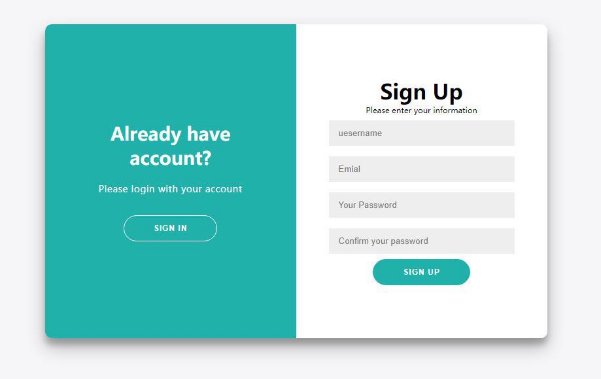 Already have
account?
Please login with your account
SIGN IN
Sign Up
Please enter your information
uesername
Emial
Your Password
Confirm your password
SIGN UP